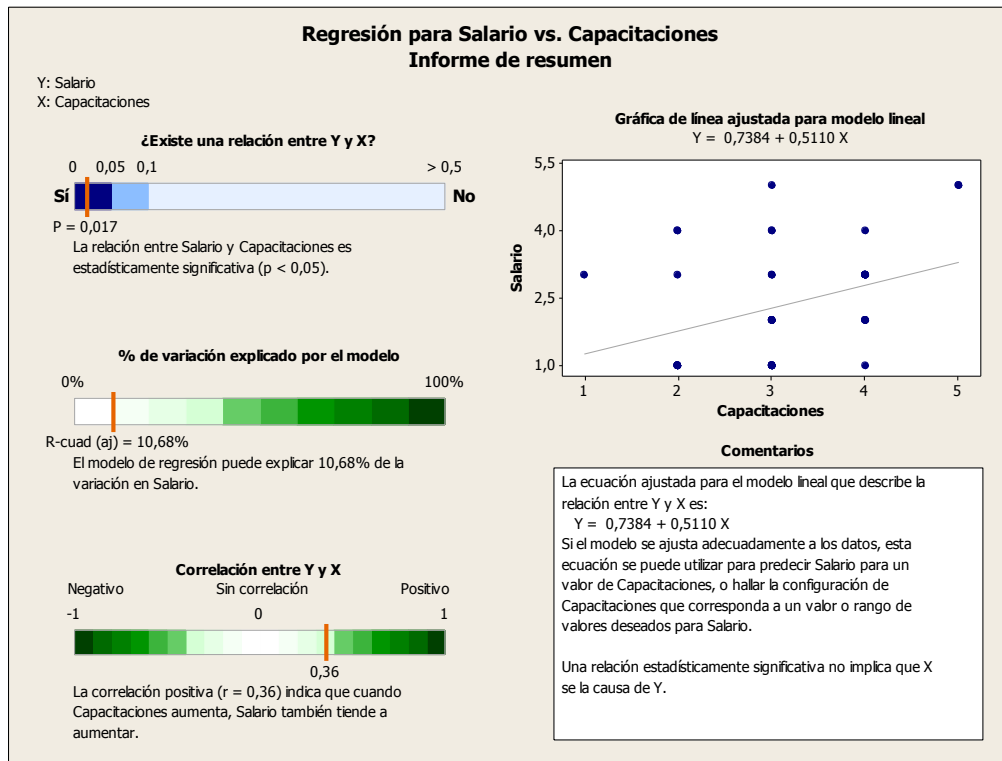 Regresión para Salario vs. Capacitaciones
Informe de resumen
Y: Salario
X: Capacitaciones
¿Existe una relación entre Y y X?
0 0,05 0,1 > 0,5
Sí No
P = 0,017
La relación entre Salario y Capacitaciones es
estadísticamente significativa (p < 0,05).
% de variación explicado por el modelo
0% 100%
R-cuad (aj) = 10,68%
El modelo de regresión puede explicar 10,68% de la
variación en Salario.
Correlación entre Y y X
Negativo Sin correlación Positivo
-1 0 1
0,36
La correlación positiva (r = 0,36) indica que cuando
Capacitaciones aumenta, Salario también tiende a
aumentar.
Gráfica de línea ajustada para modelo lineal
Y = 0,7384 + 0,5110 X
5,5
4,0
2,5
1,0
Salario
1 2 3 4 5
Capacitaciones
Comentarios
La ecuación ajustada para el modelo lineal que describe la
relación entre Y y X es:
Y = 0,7384 + 0,5110 X
Si el modelo se ajusta adecuadamente a los datos, esta
ecuación se puede utilizar para predecir Salario para un
valor de Capacitaciones, o hallar la configuración de
Capacitaciones que corresponda a un valor o rango de
valores deseados para Salario.
Una relación estadísticamente significativa no implica que X
se la causa de Y.